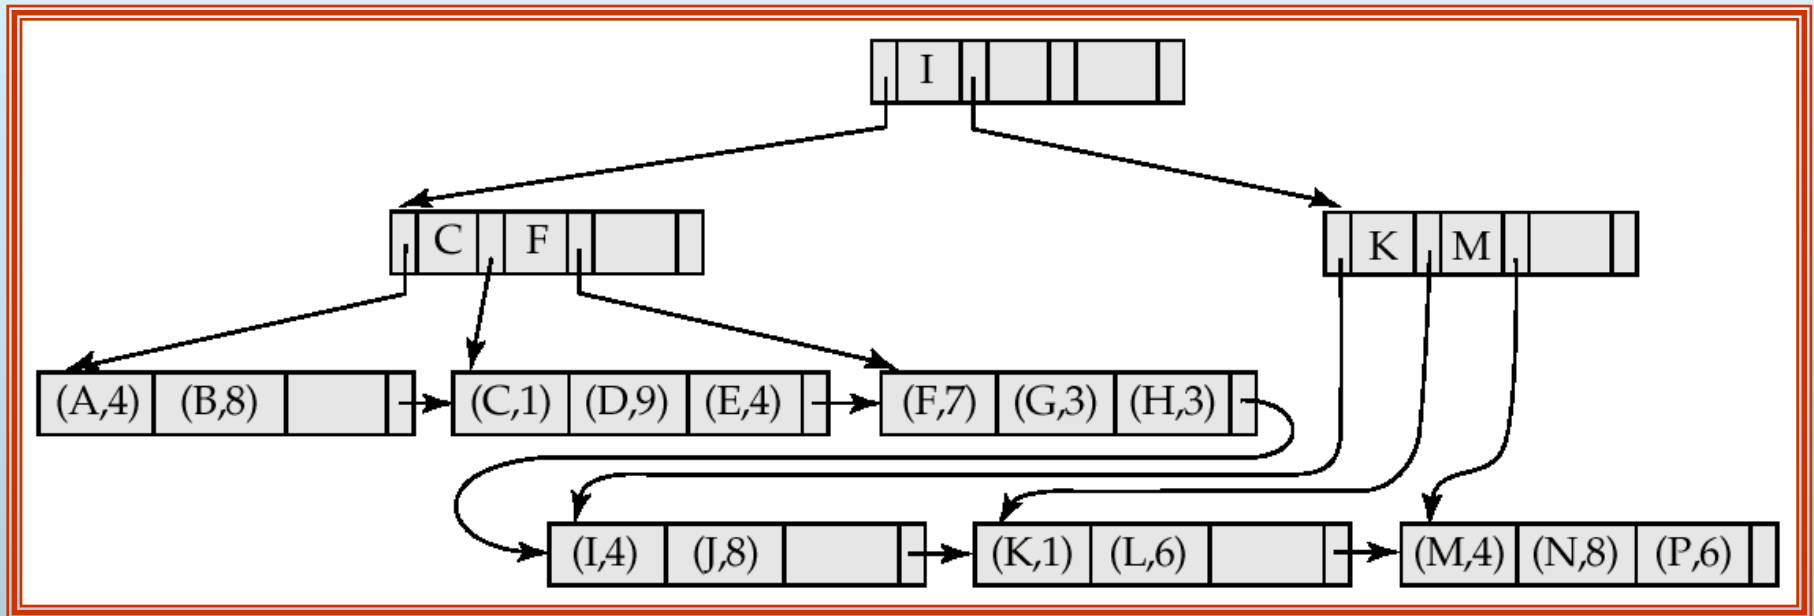 I
C F
K M
(A,4) (B,8)
(C,1) (D,9) (E,4)
(F,7) (G,3) (H,3)
(I,4) (J,8)
(K,1) (L,6)
(M,4) (N,8) (P,6)